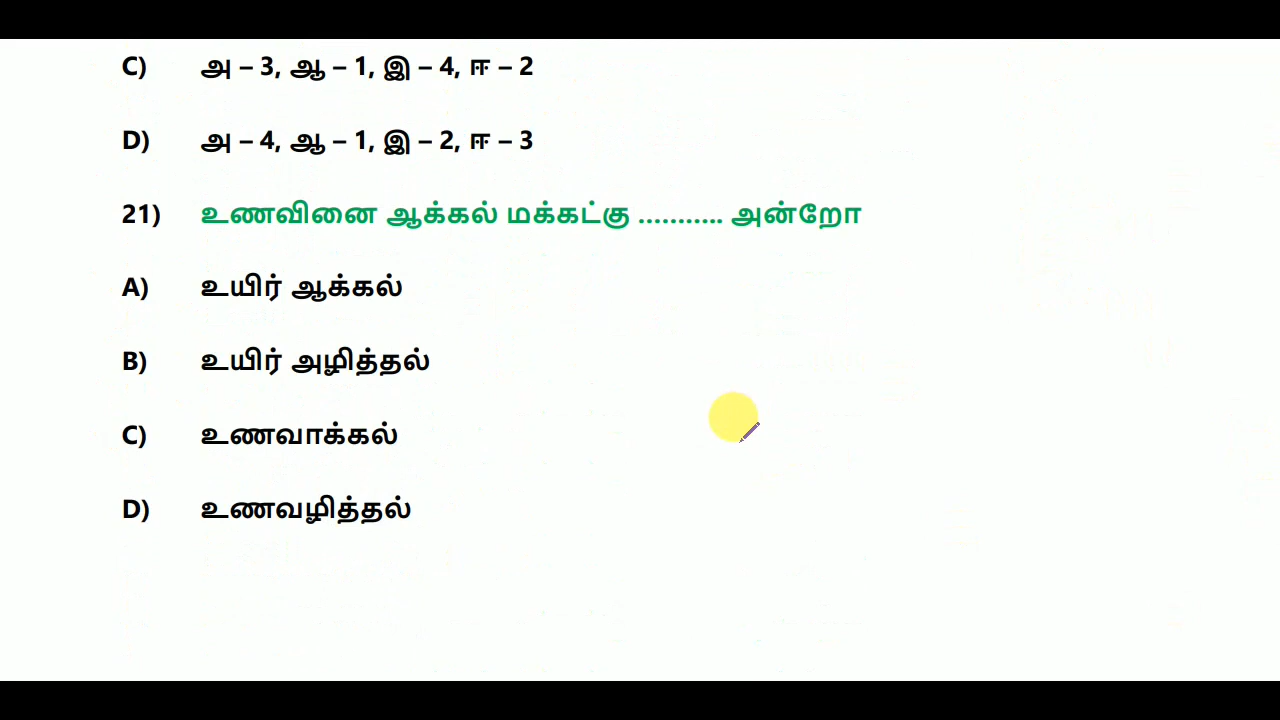 C) அ – 3, ஆ – 1, இ – 4, ஈ – 2
D) அ – 4, ஆ – 1, இ – 2, ஈ – 3
21) உணவினை ஆக்கல் மக்கட்கு ........... அன்றோ
A) உயிர் ஆக்கல்
B) உயிர் அழித்தல்
C) உணவாக்கல்
D) உணவழித்தல்